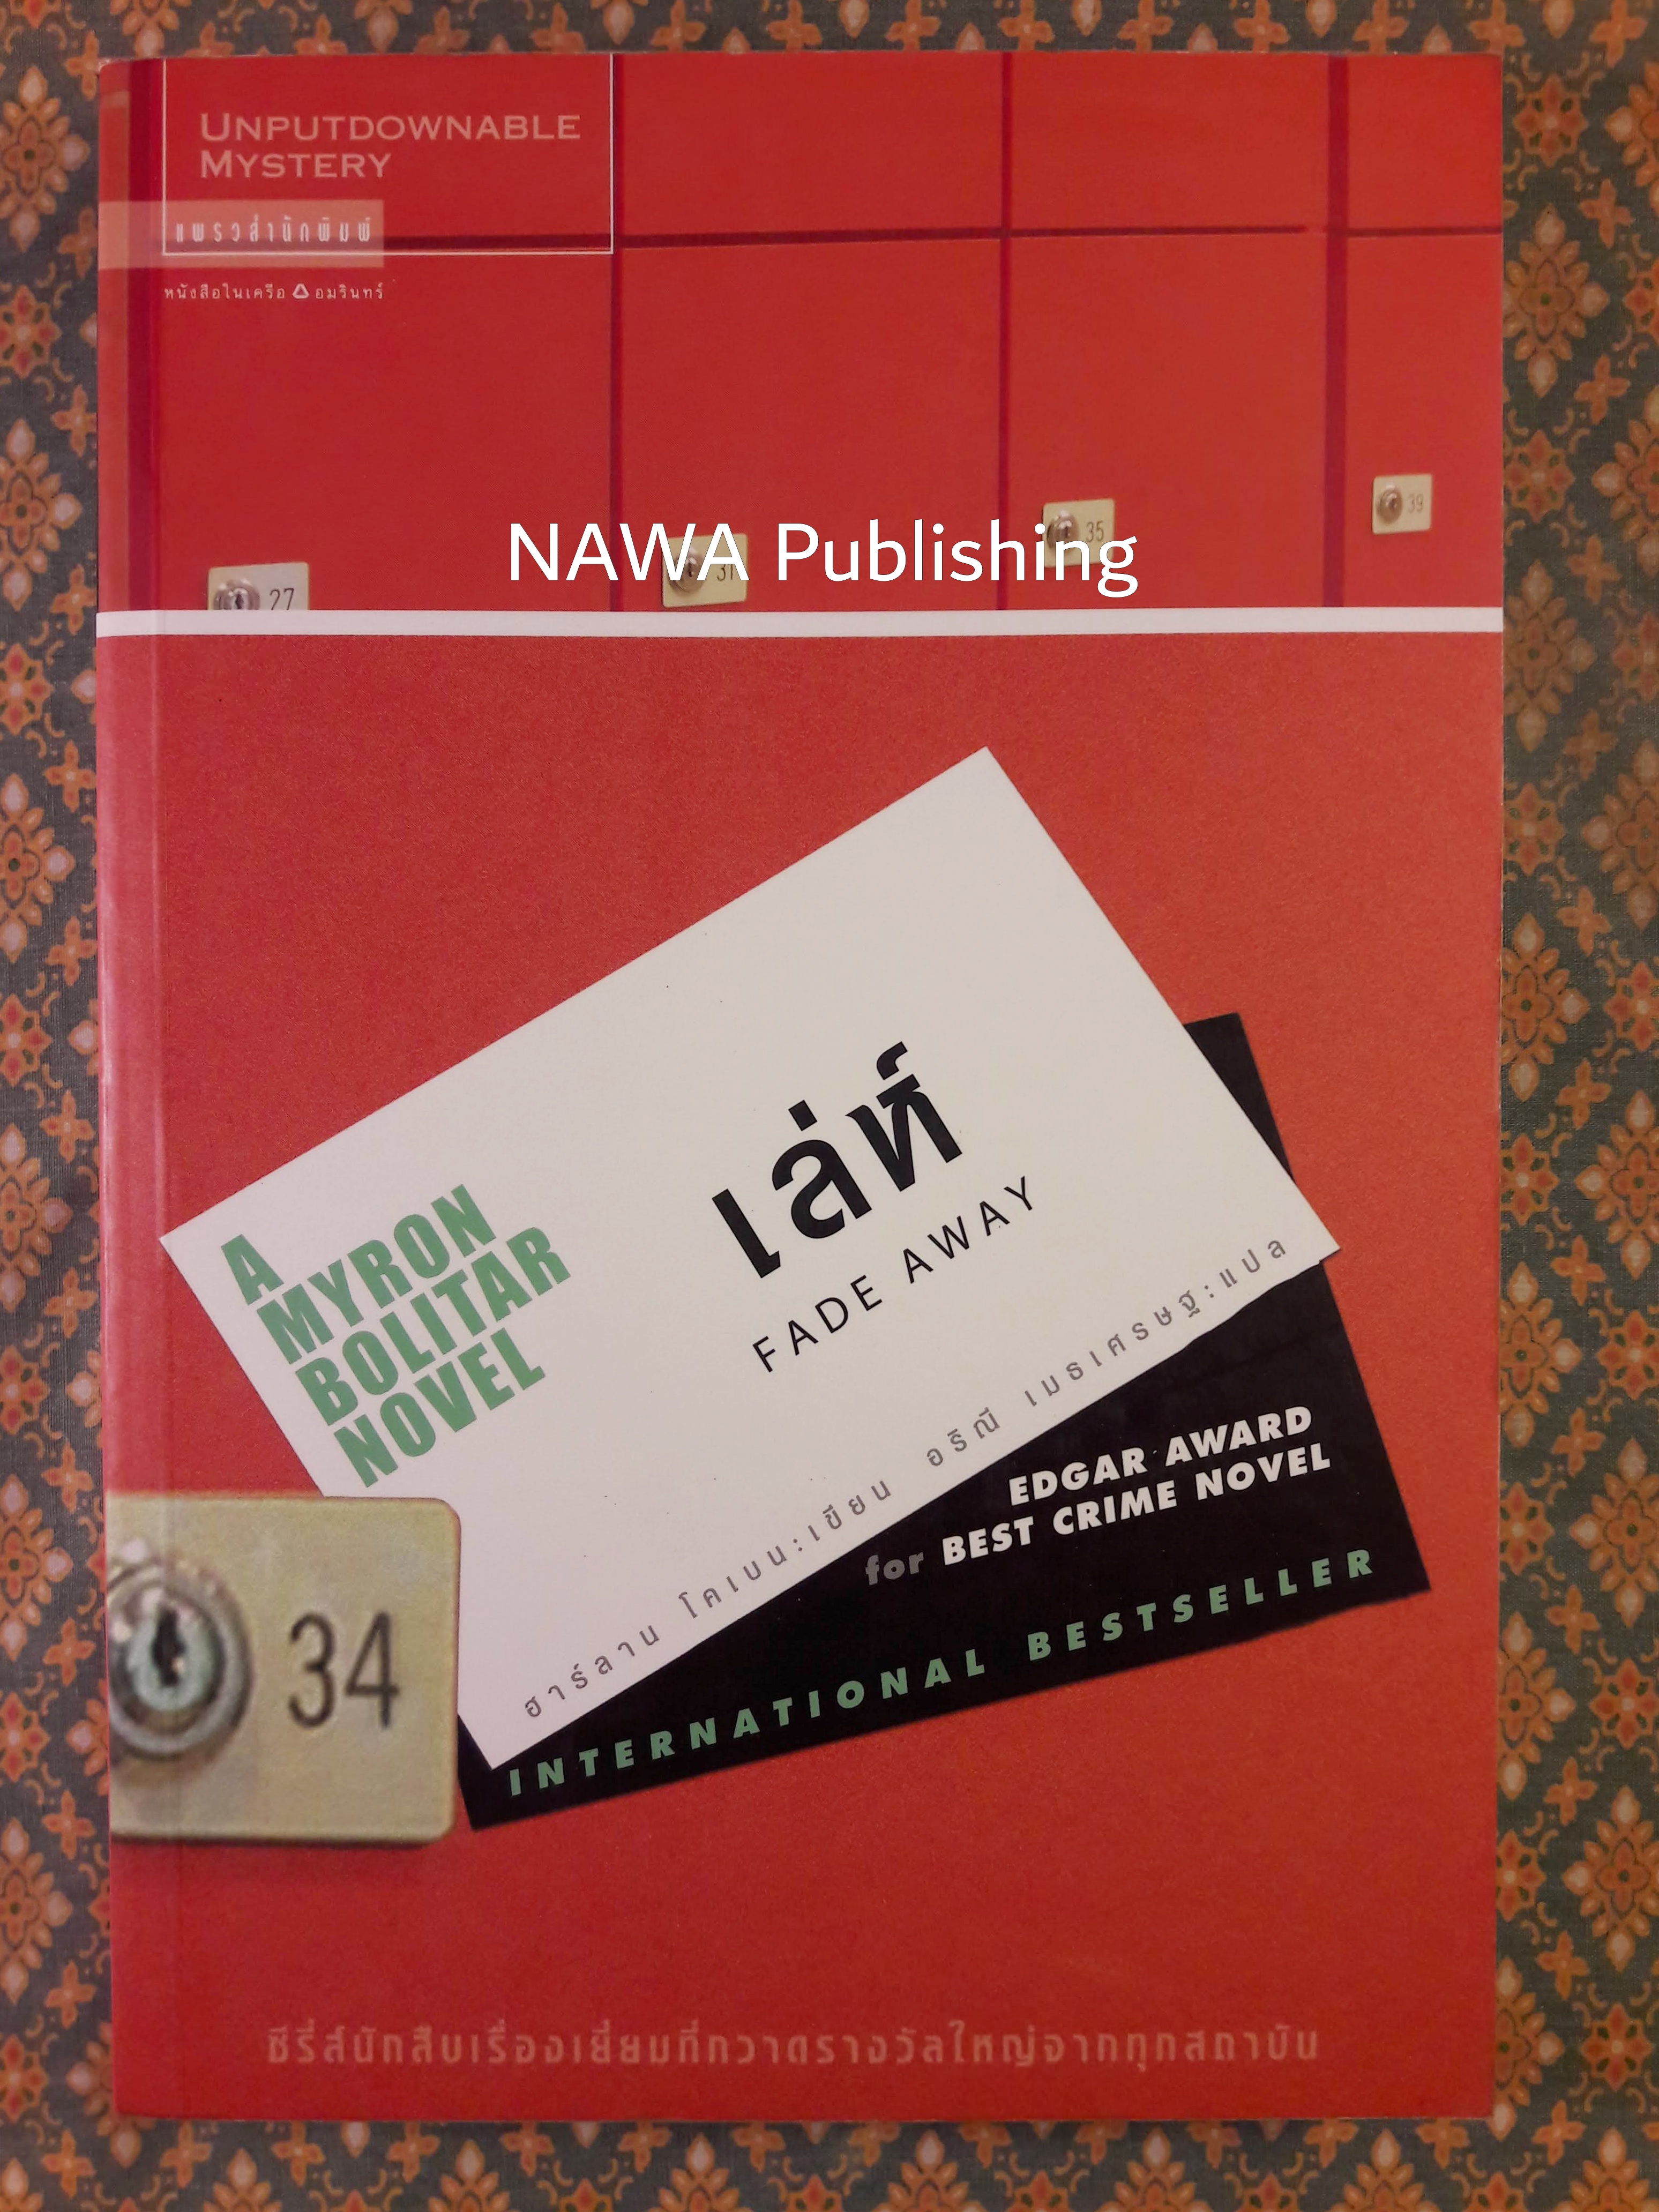 UNPUTDOWNABLE
MYSTERY
แพรวสำนักพิมพ์
หนังสือในเครือ อมรินทร์
39
35
31
27
NAWA Publishing
เล่ห์
FADE AWAY
A
MYRON
BOLITAR
NOVEL
ฮาร์ลาน โคเบน:เขียน อริณี เมธเศรษฐ:แปล
EDGAR AWARD
for BEST CRIME NOVEL
INTERNATIONAL BESTSELLER
34
ซีรี่ส์นักสืบเรื่องเยี่ยมที่กวาดรางวัลใหญ่จากทุกสถาบัน